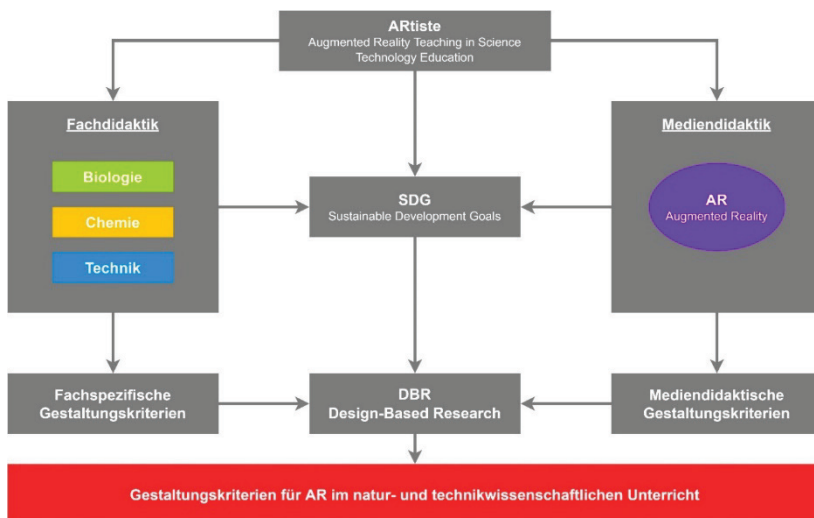 ARtiste
Augmented Reality Teaching in Science
Technology Education
Fachdidaktik
Biologie
Chemie
Technik
SDG
Sustainable Development Goals
Mediendidaktik
AR
Augmented Reality
Fachspezifische
Gestaltungskriterien
DBR
Design-Based Research
Mediendidaktische
Gestaltungskriterien
Gestaltungskriterien für AR im natur- und technikwissenschaftlichen Unterricht